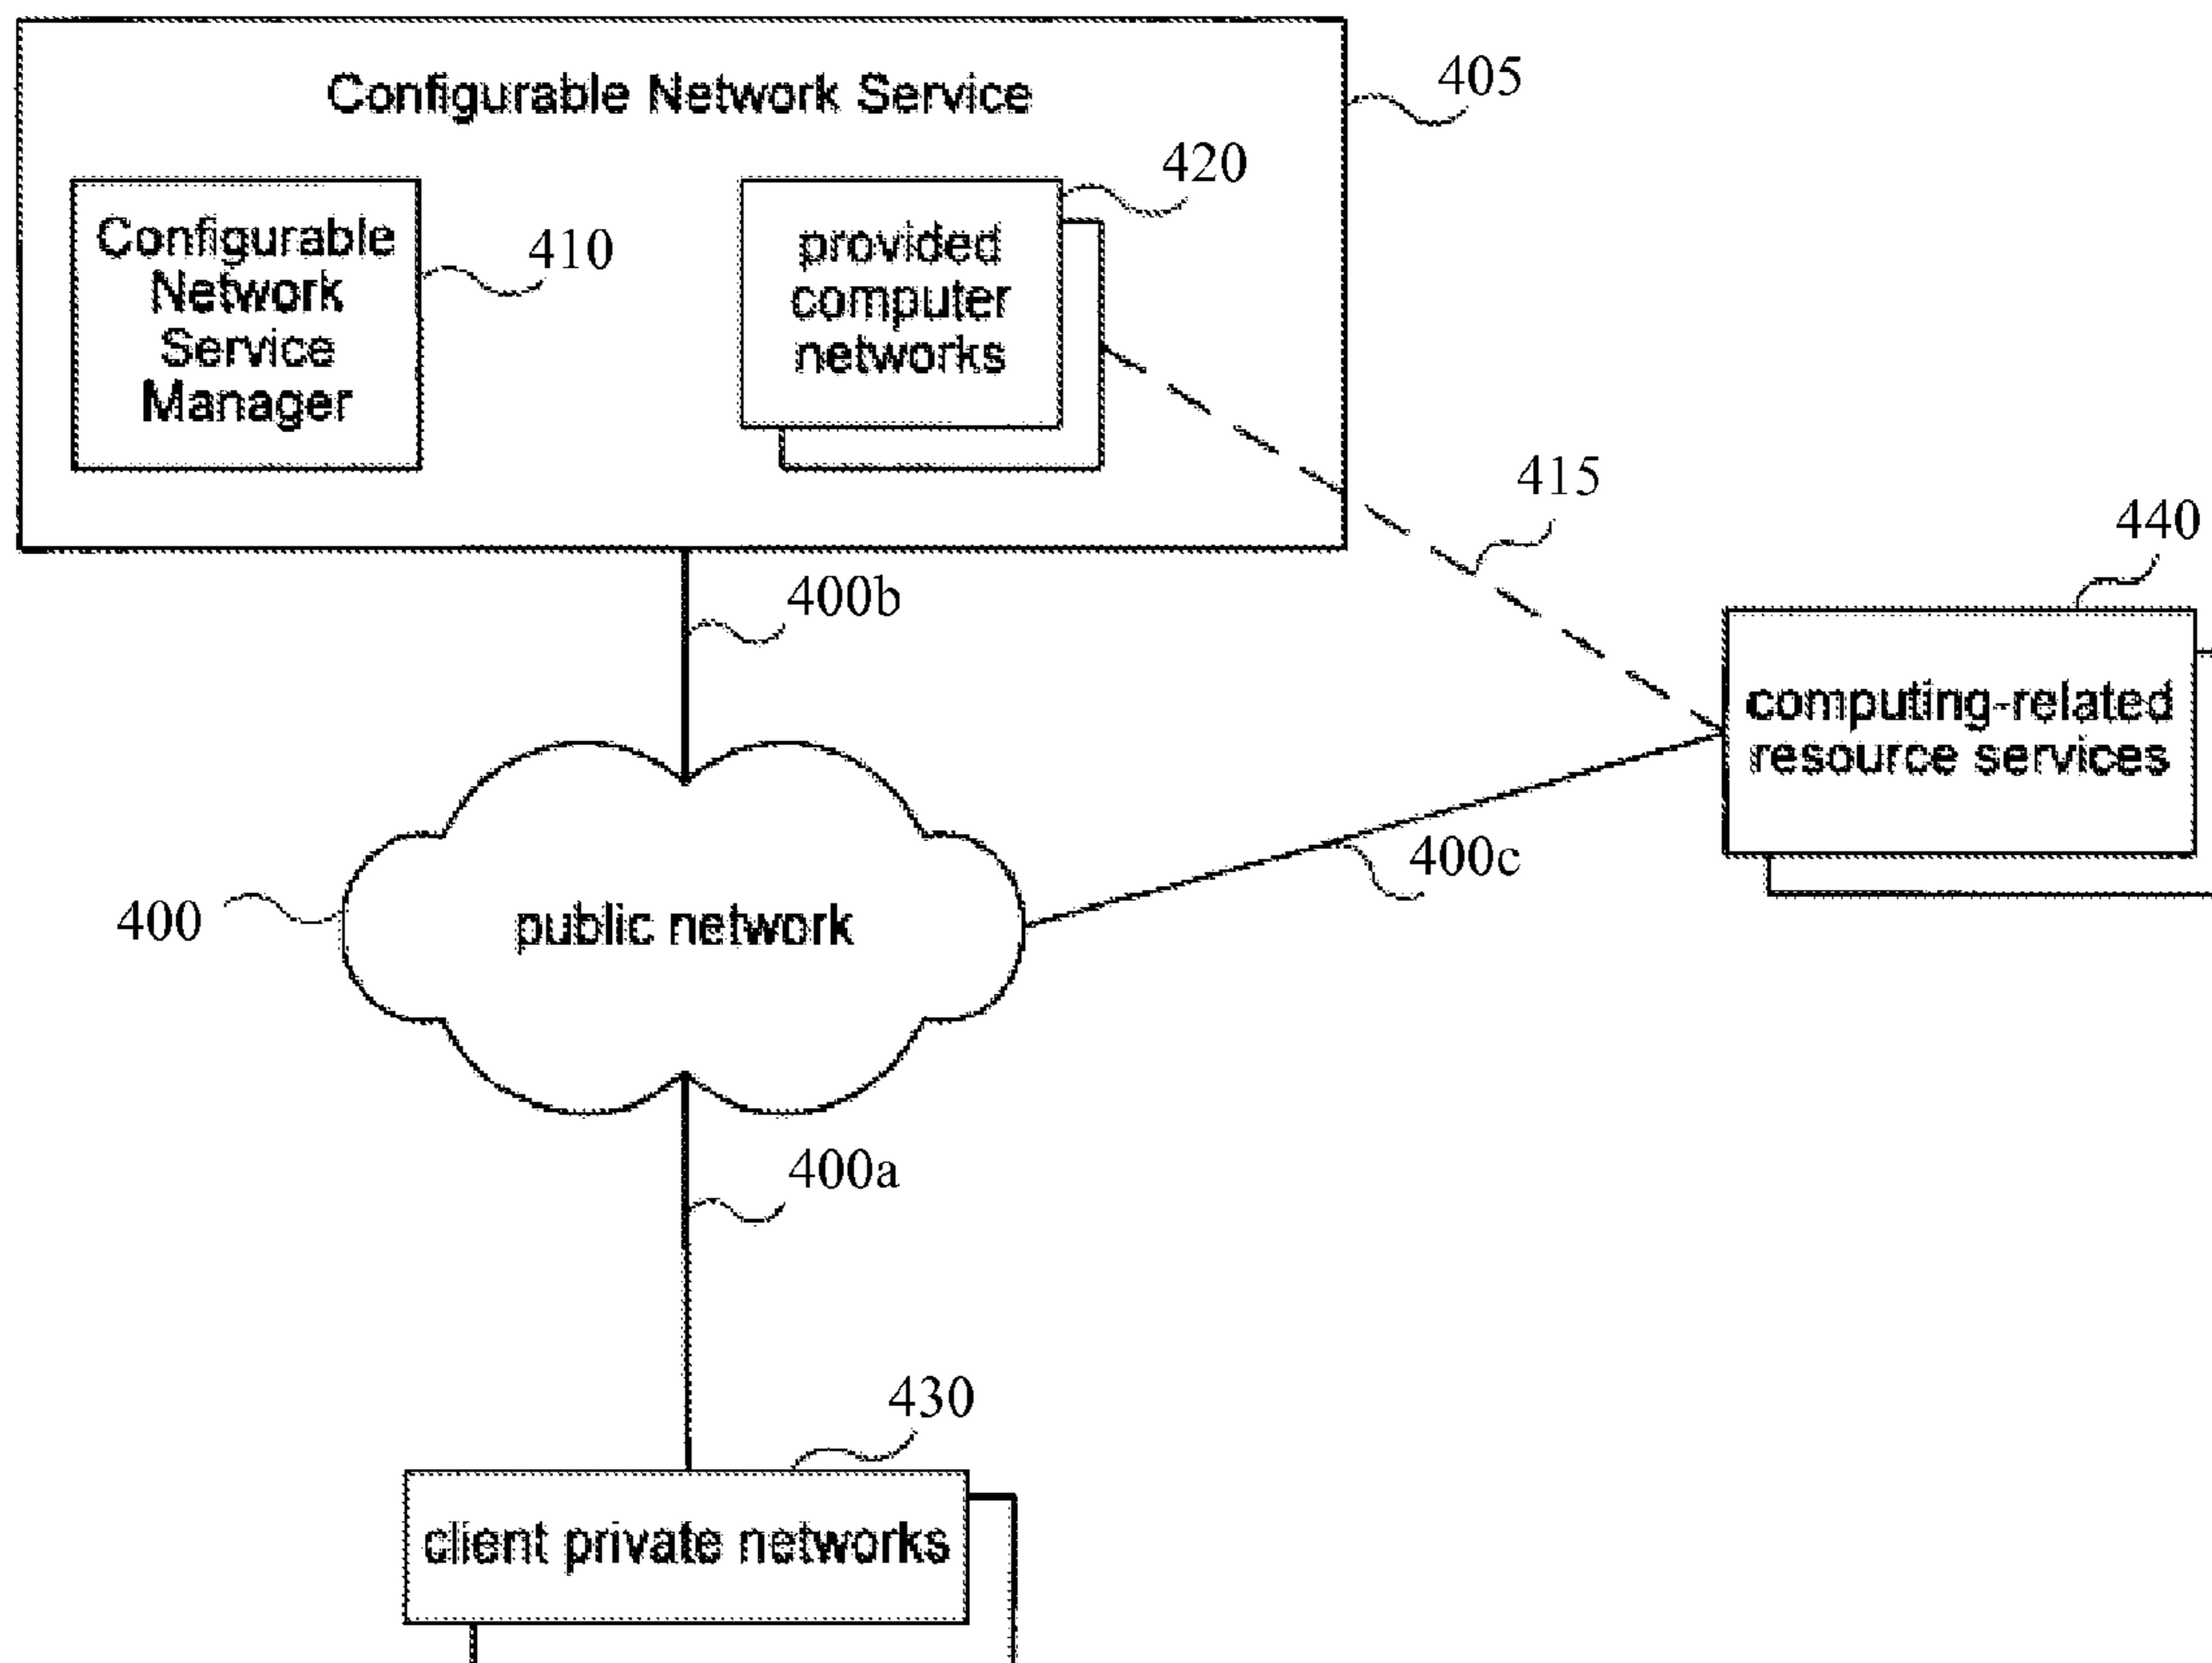 Configurable Network Service
405
420
Configurable
Network
Service
Manager
410
provided
computer
networks
415
440
400b
computing-related
resource services
400c
400
public network
400a
430
client private networks